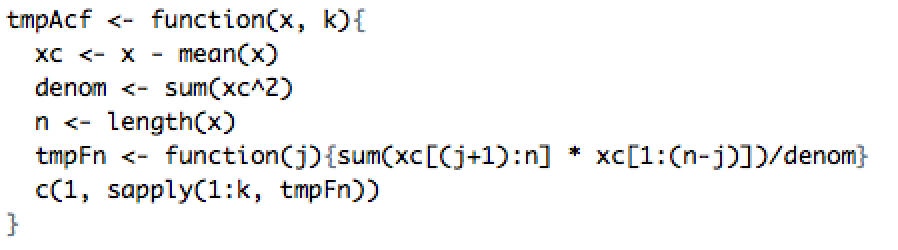 tmpAcf <- function(x, k){
  xc <- x - mean(x)
  denom <- sum(xc^2)
  n <- length(x)
  tmpFn <- function(j){sum(xc[(j+1):n] * xc[1:(n-j)])/denom}
  c(1, sapply(1:k, tmpFn))
}